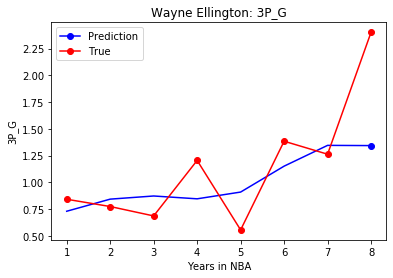 Wayne Ellington: 3P_G
Prediction
True
2.25
2.00
1.75
1.50
1.25
1.00
0.75
0.50
3P_G
1 2 3 4 5 6 7 8
Years in NBA